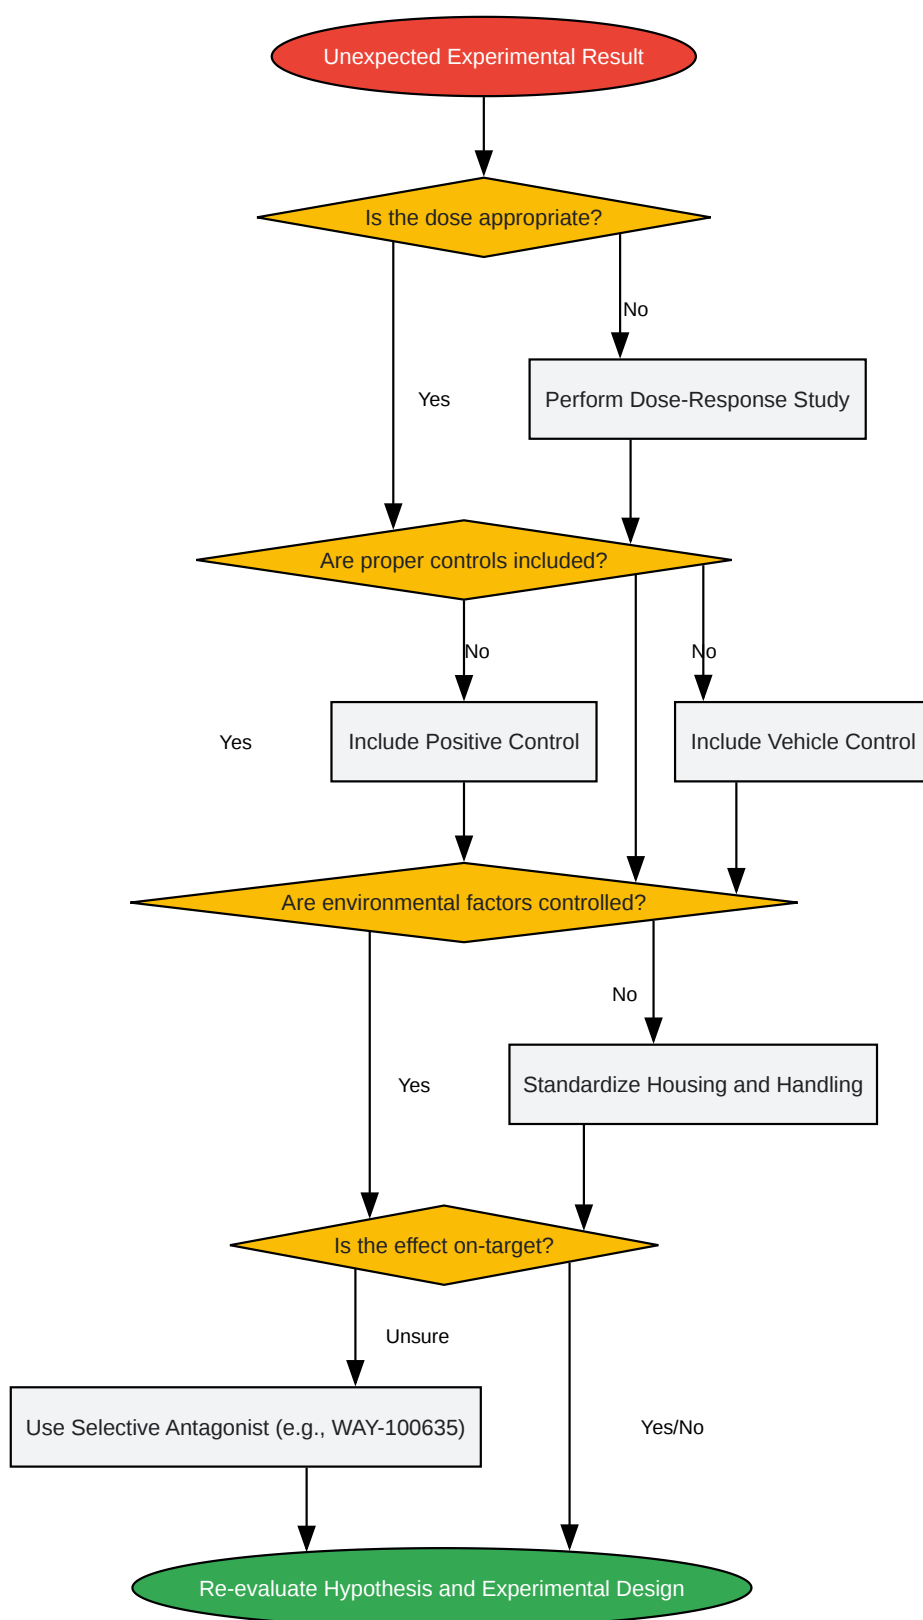 Unexpected Experimental Result
Is the dose appropriate?
No
Yes
Perform Dose-Response Study
Are proper controls included?
No
No
Yes
Include Positive Control
Include Vehicle Control
Are environmental factors controlled?
No
Yes
Standardize Housing and Handling
Is the effect on-target?
Unsure
Use Selective Antagonist (e.g., WAY-100635)
Yes/No
Re-evaluate Hypothesis and Experimental Design